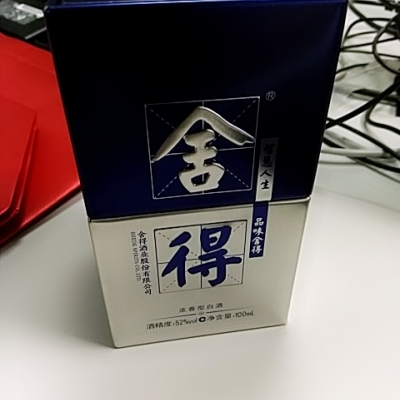 舍
®
智慧人生
品味舍得
得
舍得酒业股份有限公司
浓香型白酒
酒精度:52%vol 净含量:100mL